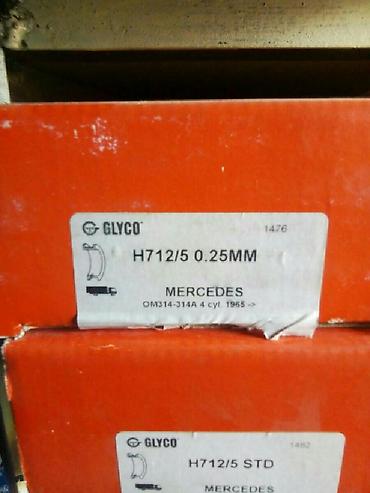 GLYCO 1476
H712/5 0.25MM
MERCEDES
OM314-314A 4 cyl. 1965 ->
GLYCO 1482
H712/5 STD
MERCEDES